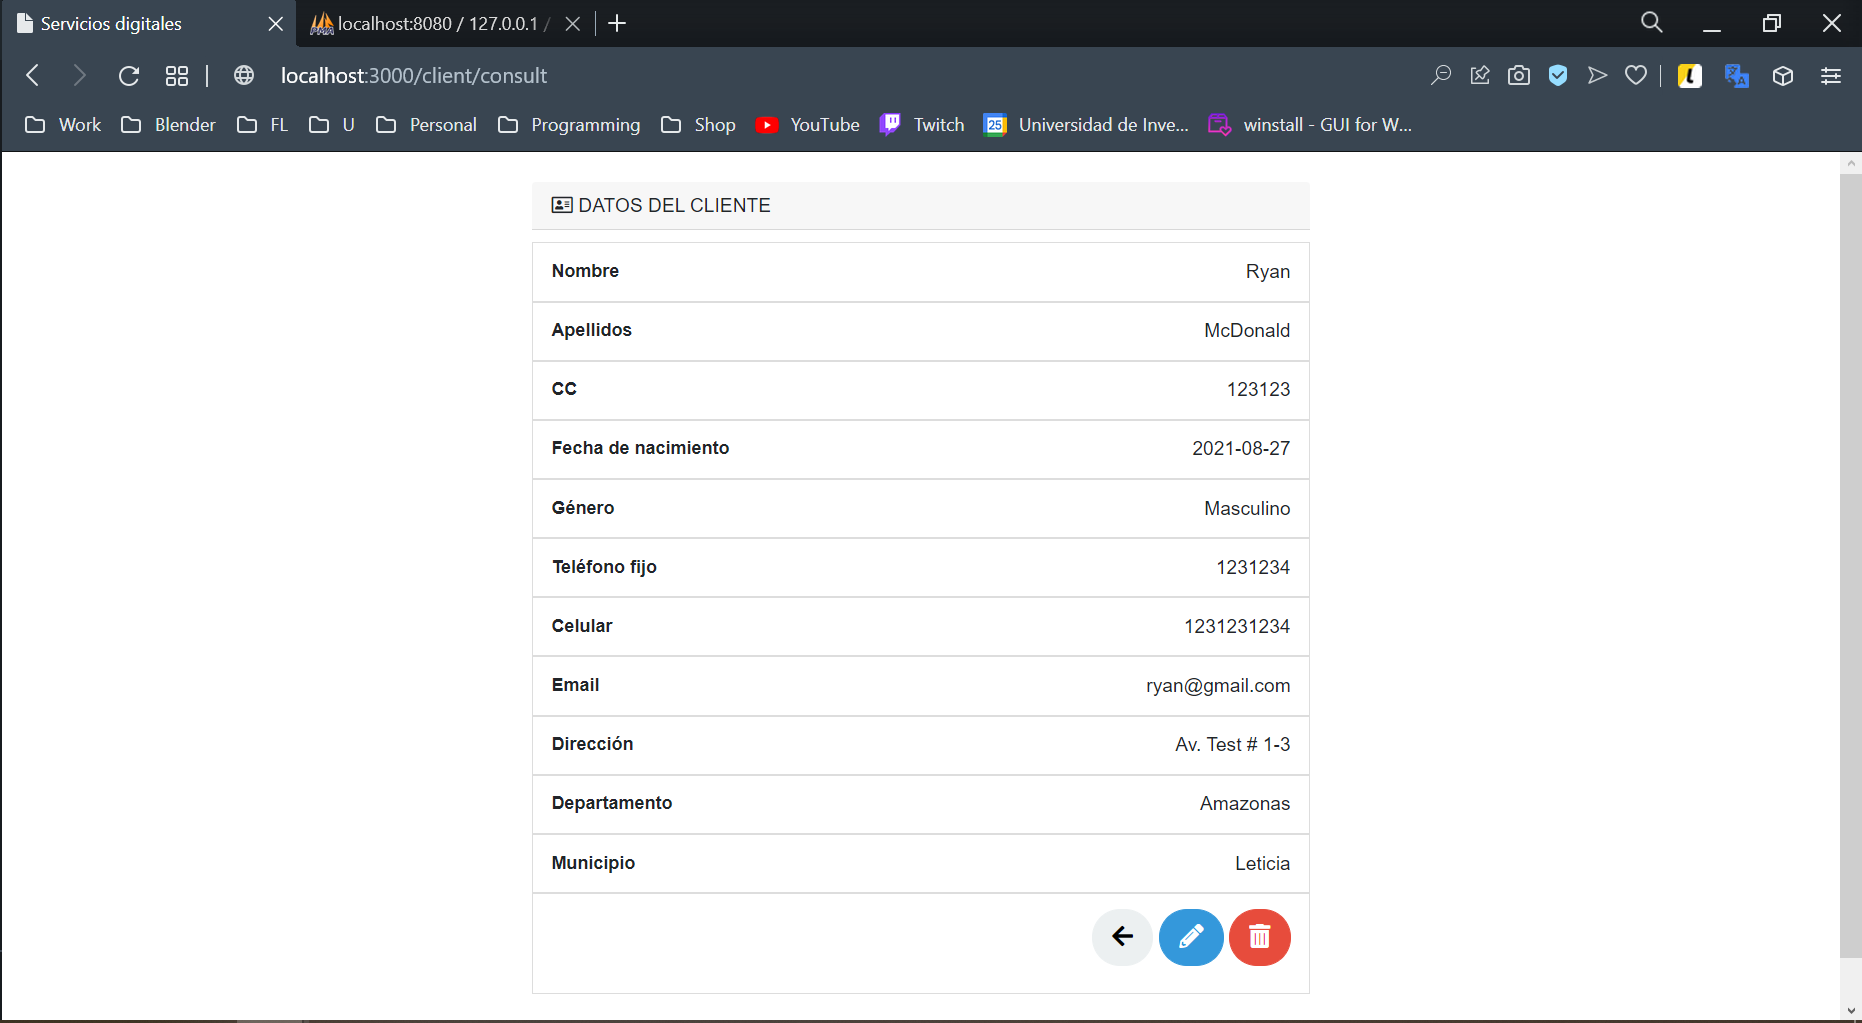 Servicios digitales
localhost:8080 / 127.0.0.1 /
localhost:3000/client/consult
Work Blender FL U Personal Programming Shop YouTube Twitch 25 Universidad de Inve... winstall - GUI for W...
DATOS DEL CLIENTE
Nombre Ryan
Apellidos McDonald
CC 123123
Fecha de nacimiento 2021-08-27
Género Masculino
Teléfono fijo 1231234
Celular 1231231234
Email ryan@gmail.com
Dirección Av. Test # 1-3
Departamento Amazonas
Municipio Leticia